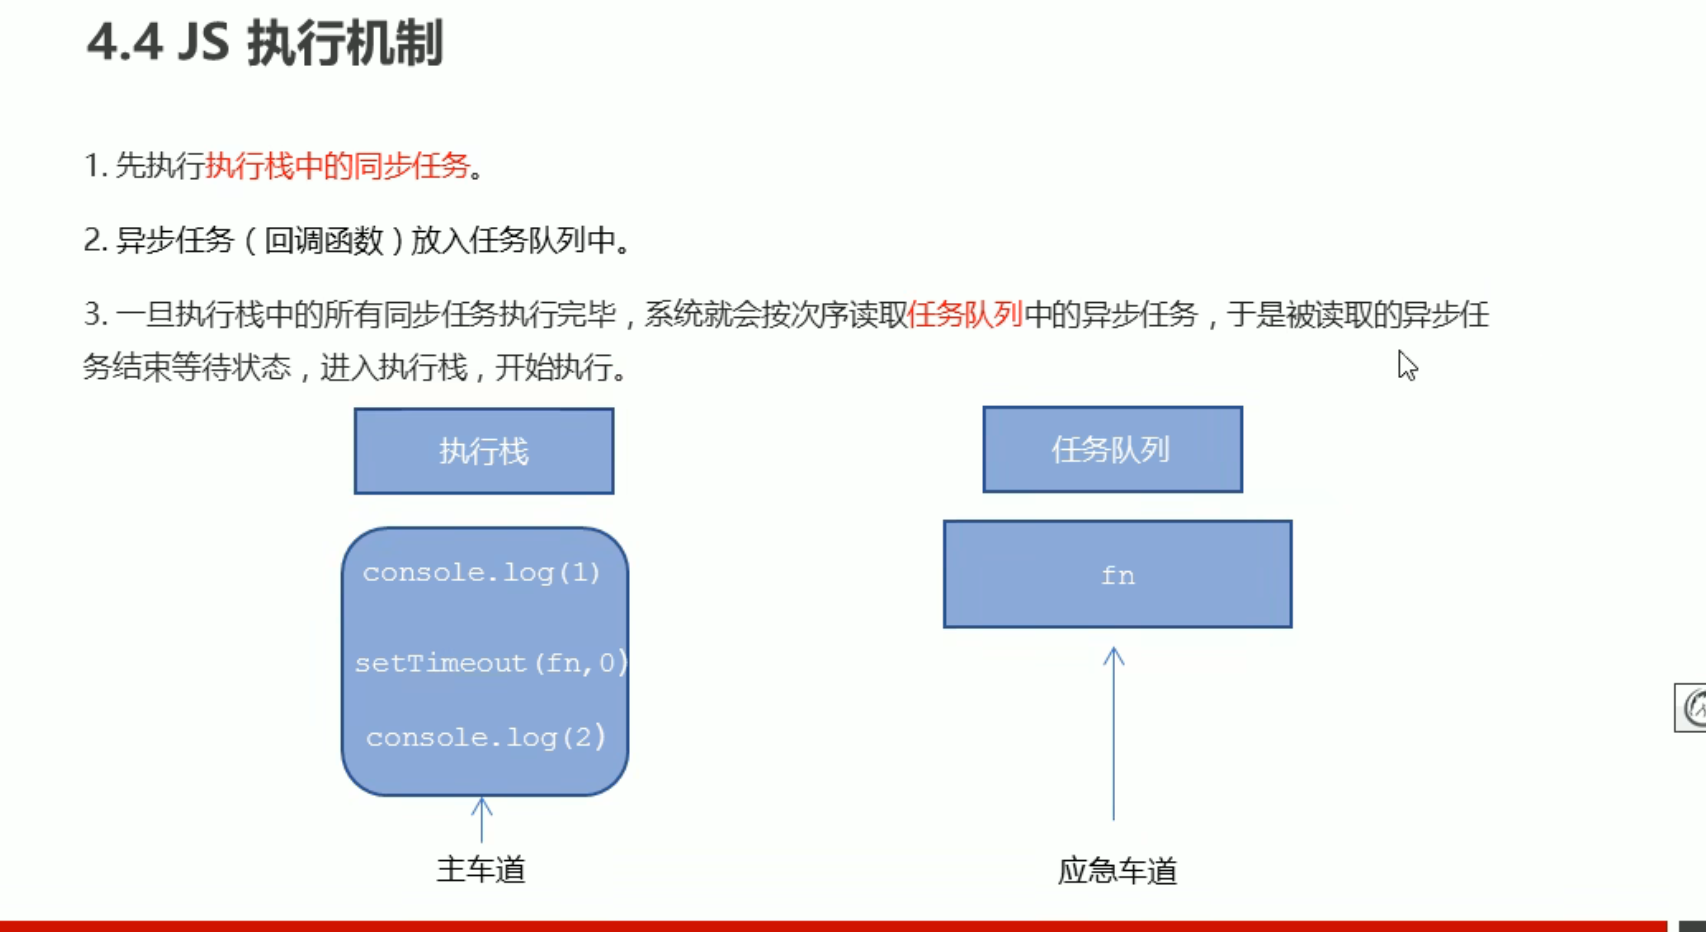 4.4 JS 执行机制
1. 先执行执行栈中的同步任务。
2. 异步任务（回调函数）放入任务队列中。
3. 一旦执行栈中的所有同步任务执行完毕，系统就会按次序读取任务队列中的异步任务，于是被读取的异步任
务结束等待状态，进入执行栈，开始执行。
执行栈
任务队列
console.log(1)
fn
setTimeout(fn,0)
console.log(2)
主车道
应急车道